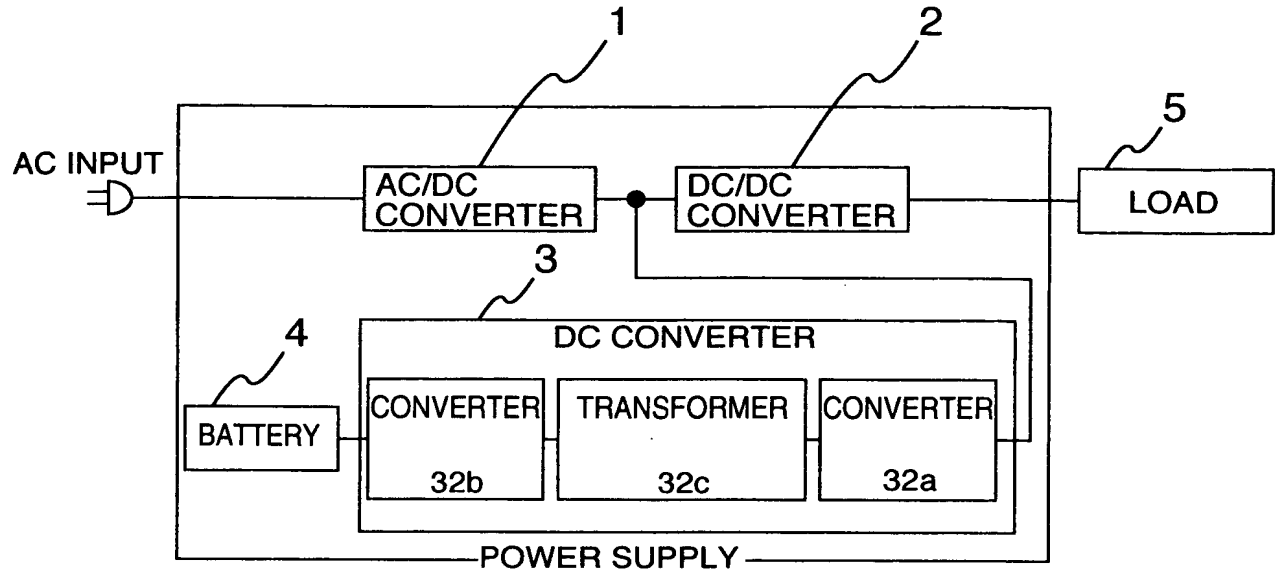 1
2
5
AC INPUT
AC/DC
CONVERTER
DC/DC
CONVERTER
LOAD
3
4
DC CONVERTER
BATTERY
CONVERTER
32b
TRANSFORMER
32c
CONVERTER
32a
POWER SUPPLY